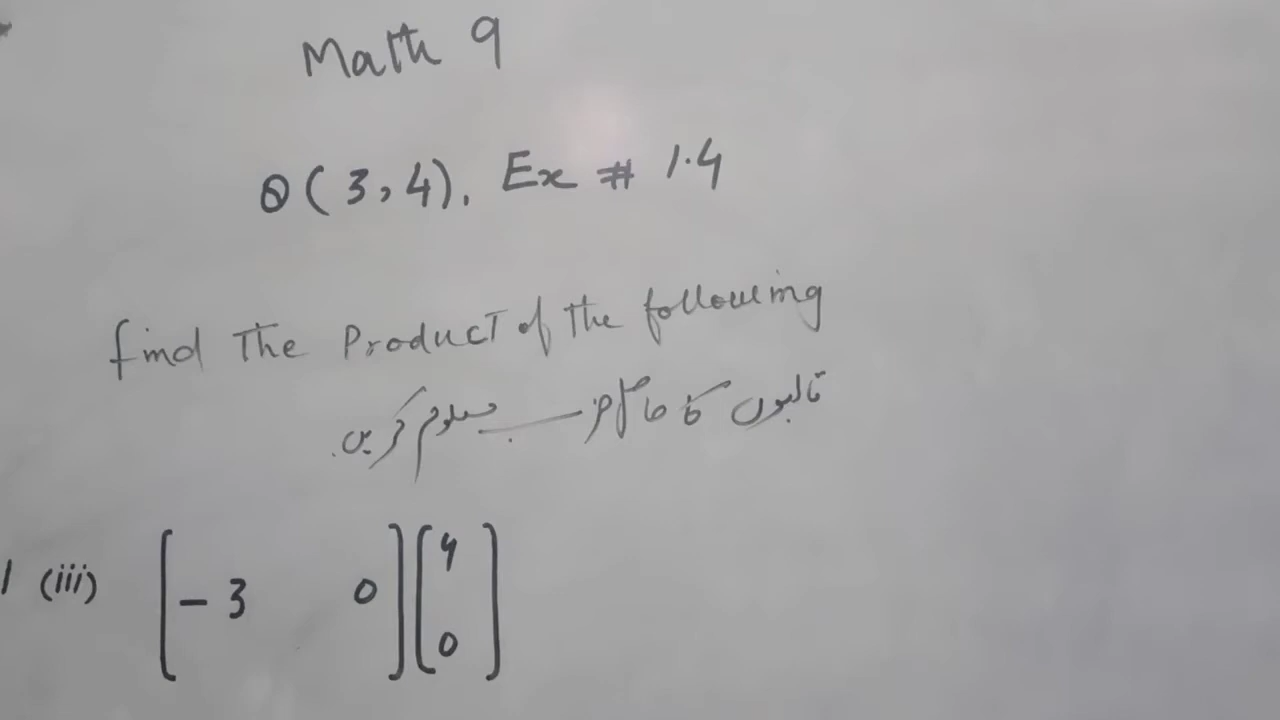 Math 9
Q(3,4). Ex # 1.4
find The Product of the following
قالبوں کا حاصل ضرب معلوم کریں.
1 (iii) [-3 0][4
0]